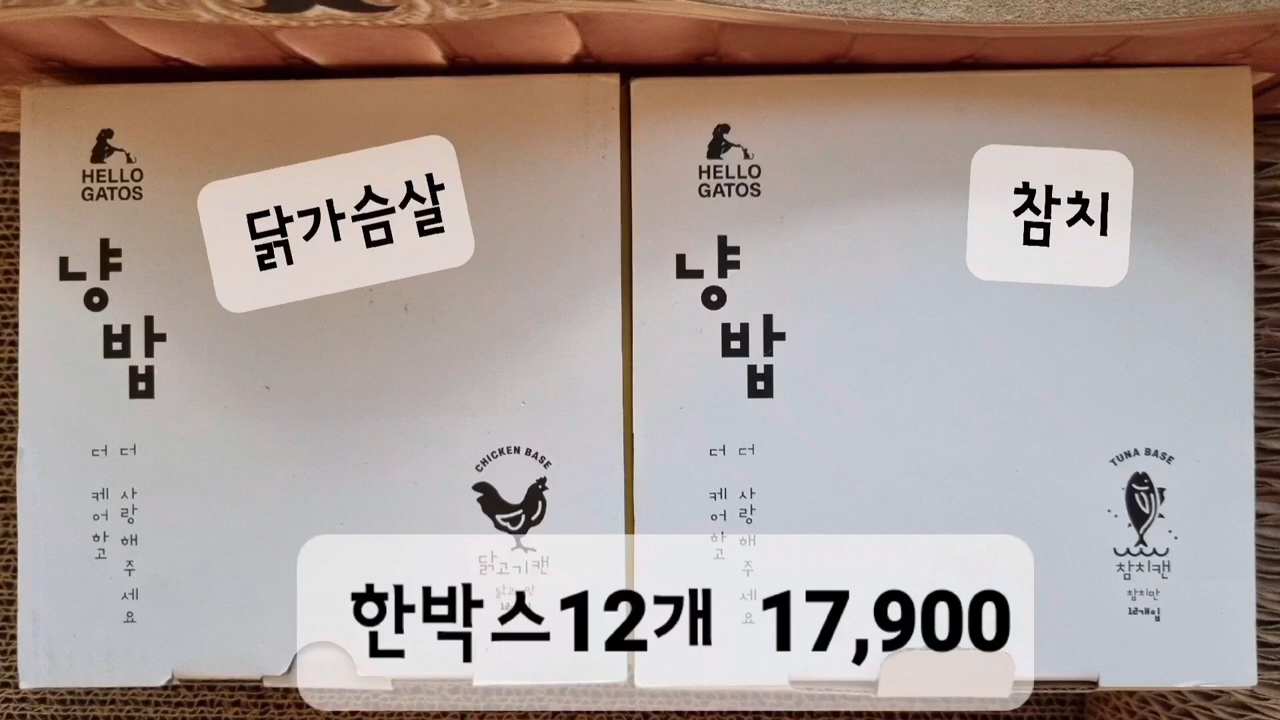 HELLO
GATOS
냥
밥
더 케어하고
더 사랑해주세요
닭가슴살
CHICKEN BASE
닭고기캔
HELLO
GATOS
냥
밥
더 케어하고
더 사랑해주세요
참치
TUNA BASE
참치캔
참치만
12개입
한박스12개 17,900